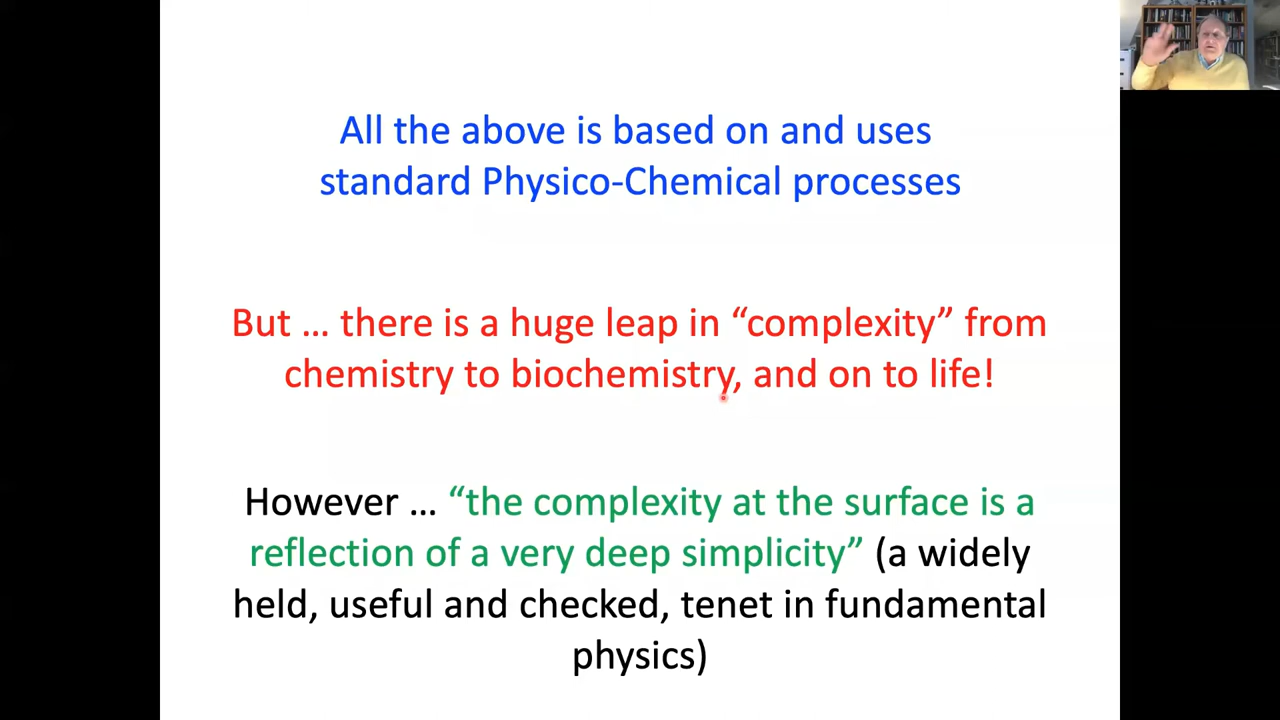 All the above is based on and uses
standard Physico-Chemical processes
But … there is a huge leap in “complexity” from
chemistry to biochemistry, and on to life!
However … “the complexity at the surface is a
reflection of a very deep simplicity” (a widely
held, useful and checked, tenet in fundamental
physics)